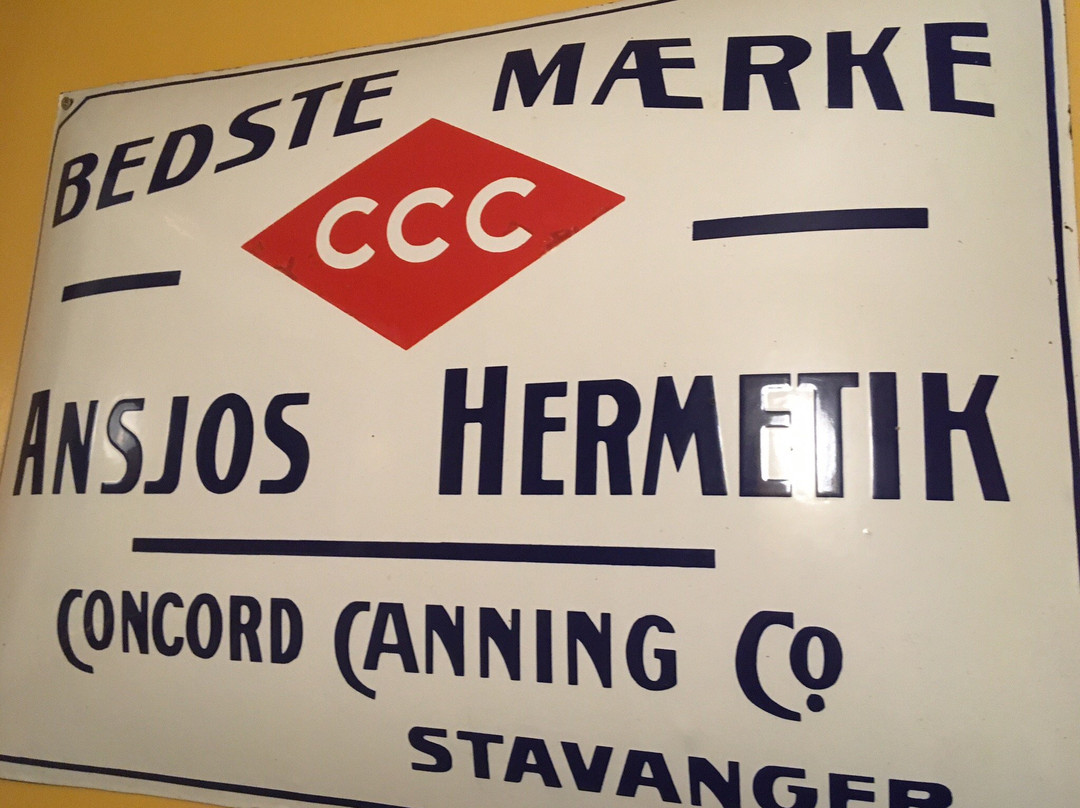 BEDSTE MÆRKE
CCC
ANSJOS HERMETIK
CONCORD CANNING CO
STAVANGER